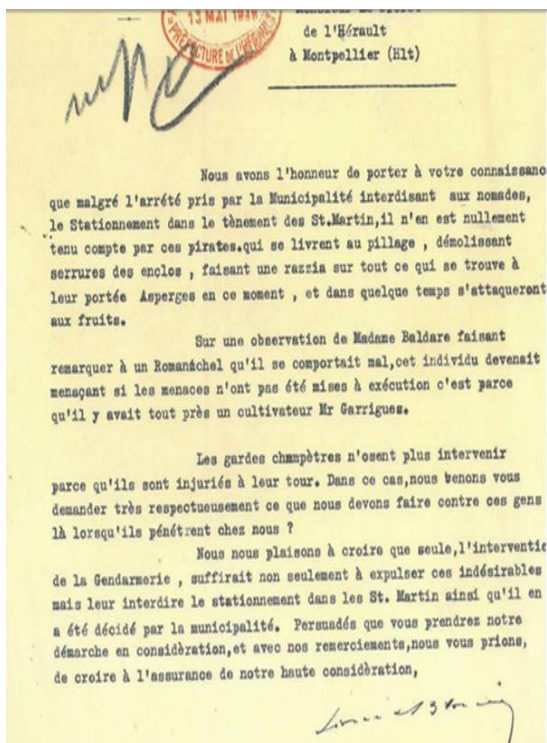 13 MAI
PRÉFECTURE DE L'HÉRAULT
de l'Hérault
à Montpellier (Hlt)
Nous avons l'honneur de porter à votre connaissanc
que malgré l'arrété pris par la Municipalité interdisant aux nomades,
le Stationnement dans le tènement des St.Martin,il n'en est nullement
tenu compte par ces pirates.qui se livrent au pillage , démolissant
serrures des enclos , faisant une razzia sur tout ce qui se trouve à
leur portée Asperges en ce moment , et dans quelque temps s'attaqueront
aux fruits.
Sur une observation de Madame Baldare faisant
remarquer à un Romanéchel qu'il se comportait mal,cet individu devenait
menaçant si les menaces n'ont pas été mises à exécution c'est parce
qu'il y avait tout près un cultivateur Mr Garrigues.
Les gardes champètres n'osent plus intervenir
parce qu'ils sont injuriés à leur tour. Dans ce cas,nous venons vous
demander très respectueusement ce que nous devons faire contre ces gens
là lorsqu'ils pénétrent chez nous ?
Nous nous plaisons à croire que seule,l'interventio
de la Gendarmerie , suffirait non seulement à expulser ces indésirables
mais leur interdire le stationnement dans les St. Martin ainsi qu'il en
a été décidé par la municipalité. Persuadés que vous prendrez notre
démarche en considèration,et avec nos remerciements,nous vous prions,
de croire à l'assurance de notre haute considèration,